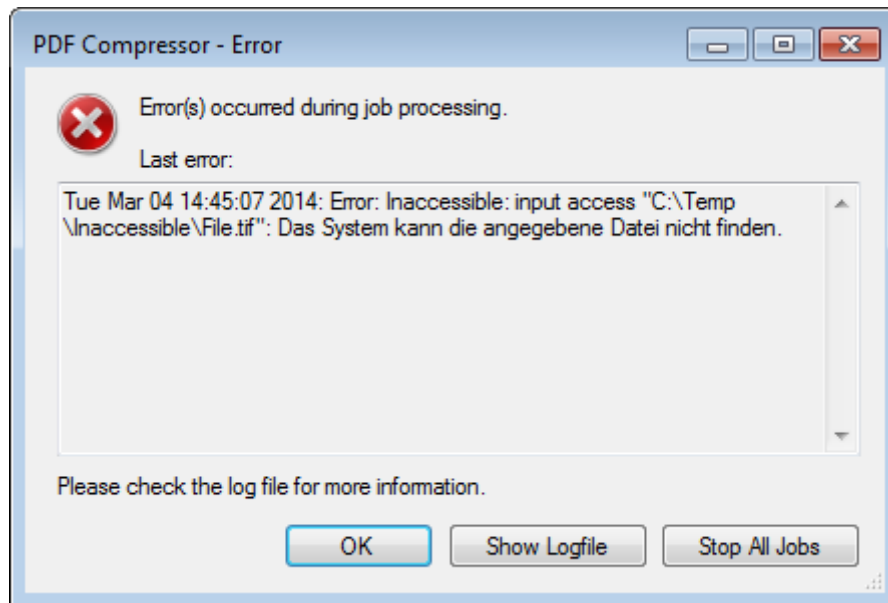 PDF Compressor - Error
Error(s) occurred during job processing.
Last error:
Tue Mar 04 14:45:07 2014: Error: Inaccessible: input access "C:\Temp
\Inaccessible\File.tif": Das System kann die angegebene Datei nicht finden.
Please check the log file for more information.
OK
Show Logfile
Stop All Jobs